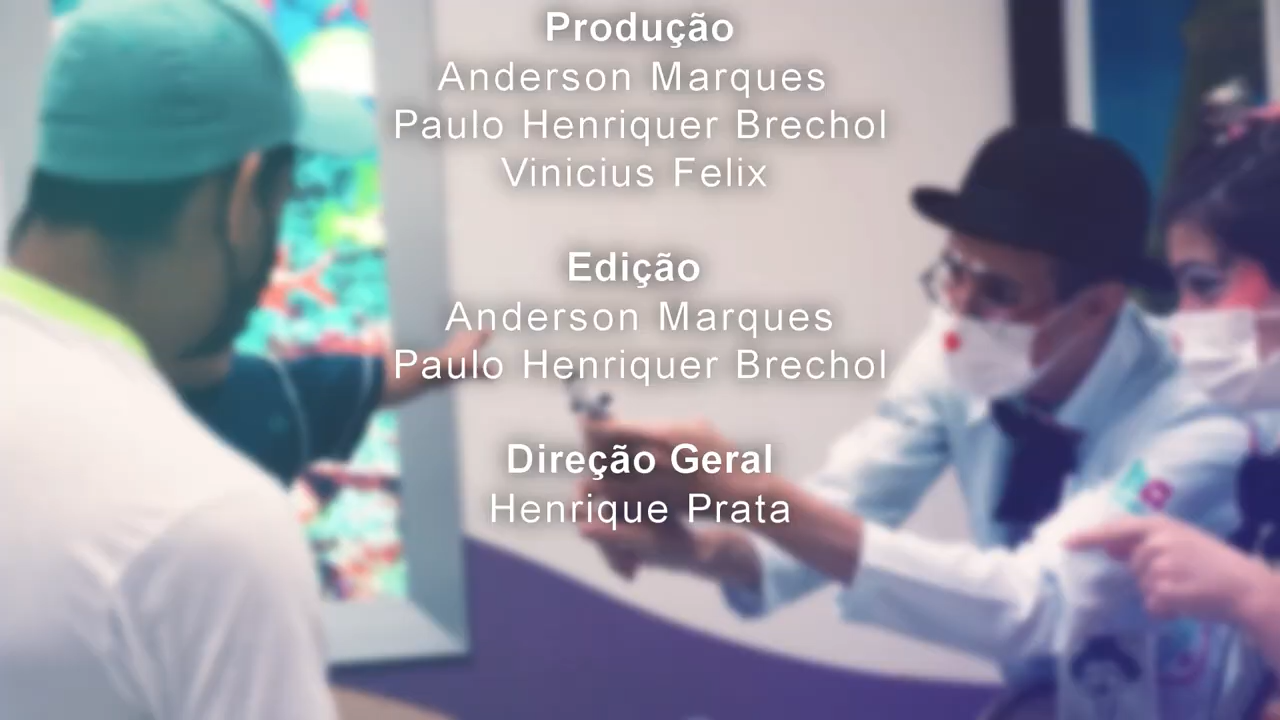 Produção
Anderson Marques
Paulo Henriquer Brechol
Vinicius Felix
Edição
Anderson Marques
Paulo Henriquer Brechol
Direção Geral
Henrique Prata